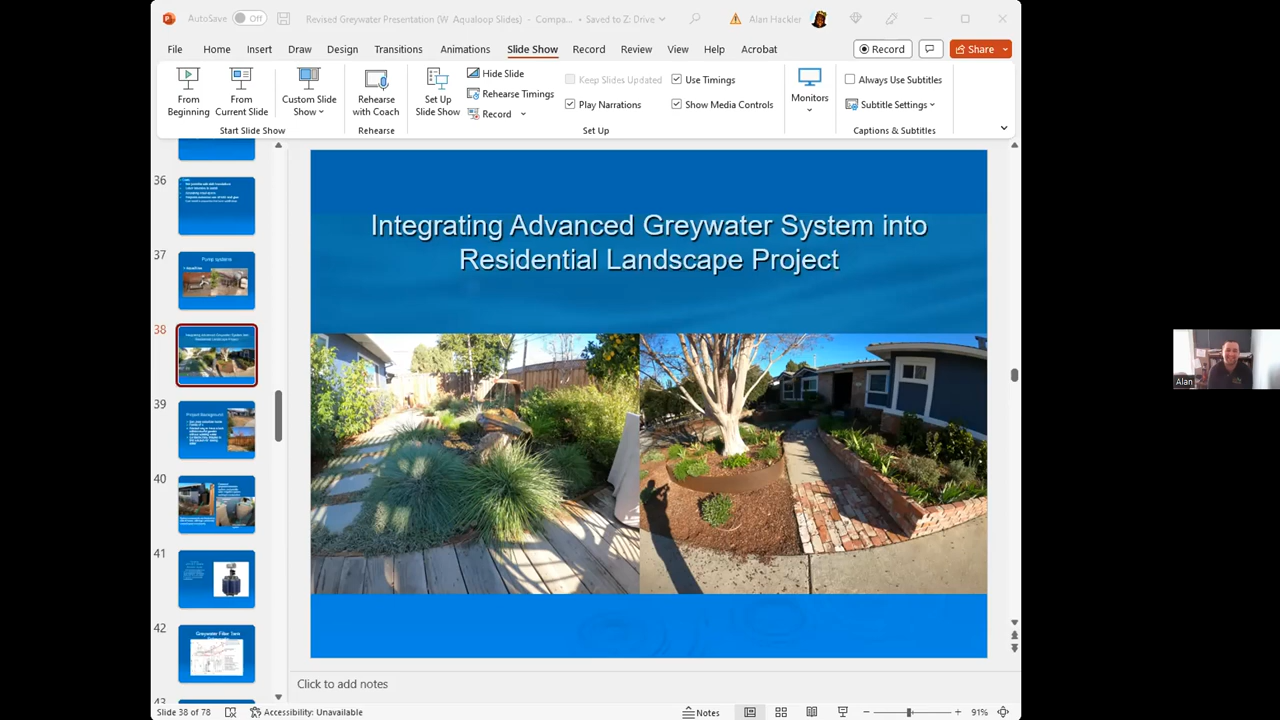 AutoSave Off
Revised Greywater Presentation (W Aqualoop Slides) - Compa... • Saved to Z: Drive
Alan Hackler
File Home Insert Draw Design Transitions Animations Slide Show Record Review View Help Acrobat
Record
Share
From Beginning
From Current Slide
Custom Slide Show
Start Slide Show
Rehearse with Coach
Rehearse
Set Up Slide Show
Hide Slide
Rehearse Timings
Record
Keep Slides Updated
Play Narrations
Use Timings
Show Media Controls
Set Up
Monitors
Always Use Subtitles
Subtitle Settings
Captions & Subtitles
36
37
Pump systems
38
39
Project Background
40
41
42
Greywater Filter Tank
43
Integrating Advanced Greywater System into
Residential Landscape Project
Alan
Click to add notes
Slide 38 of 78
Accessibility: Unavailable
Notes
91%